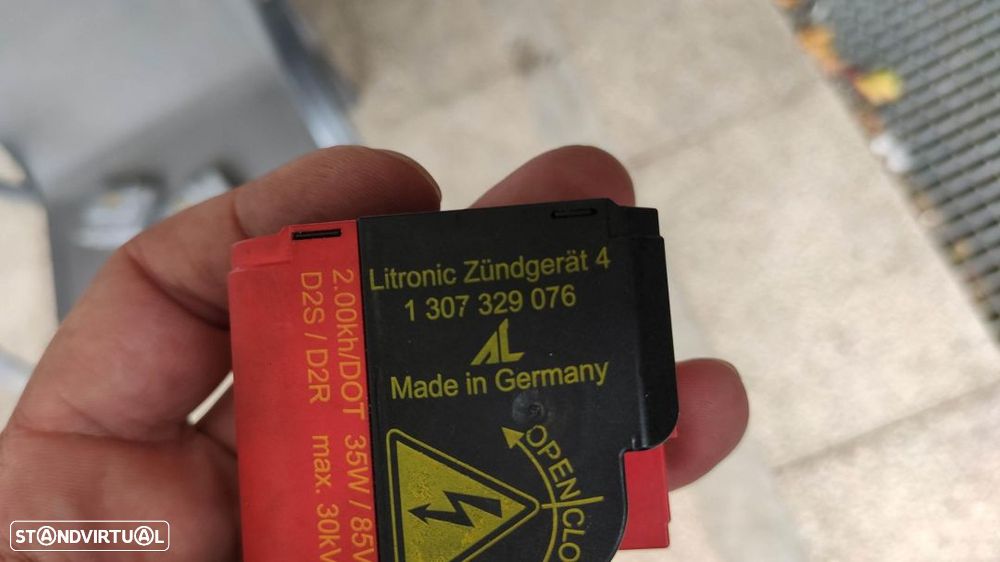 Litronic Zündgerät 4
1 307 329 076
AL
Made in Germany
OPEN
CLO
2.00kh/DOT 35W / 85V
D2S / D2R max. 30kV
STANDVIRTUAL